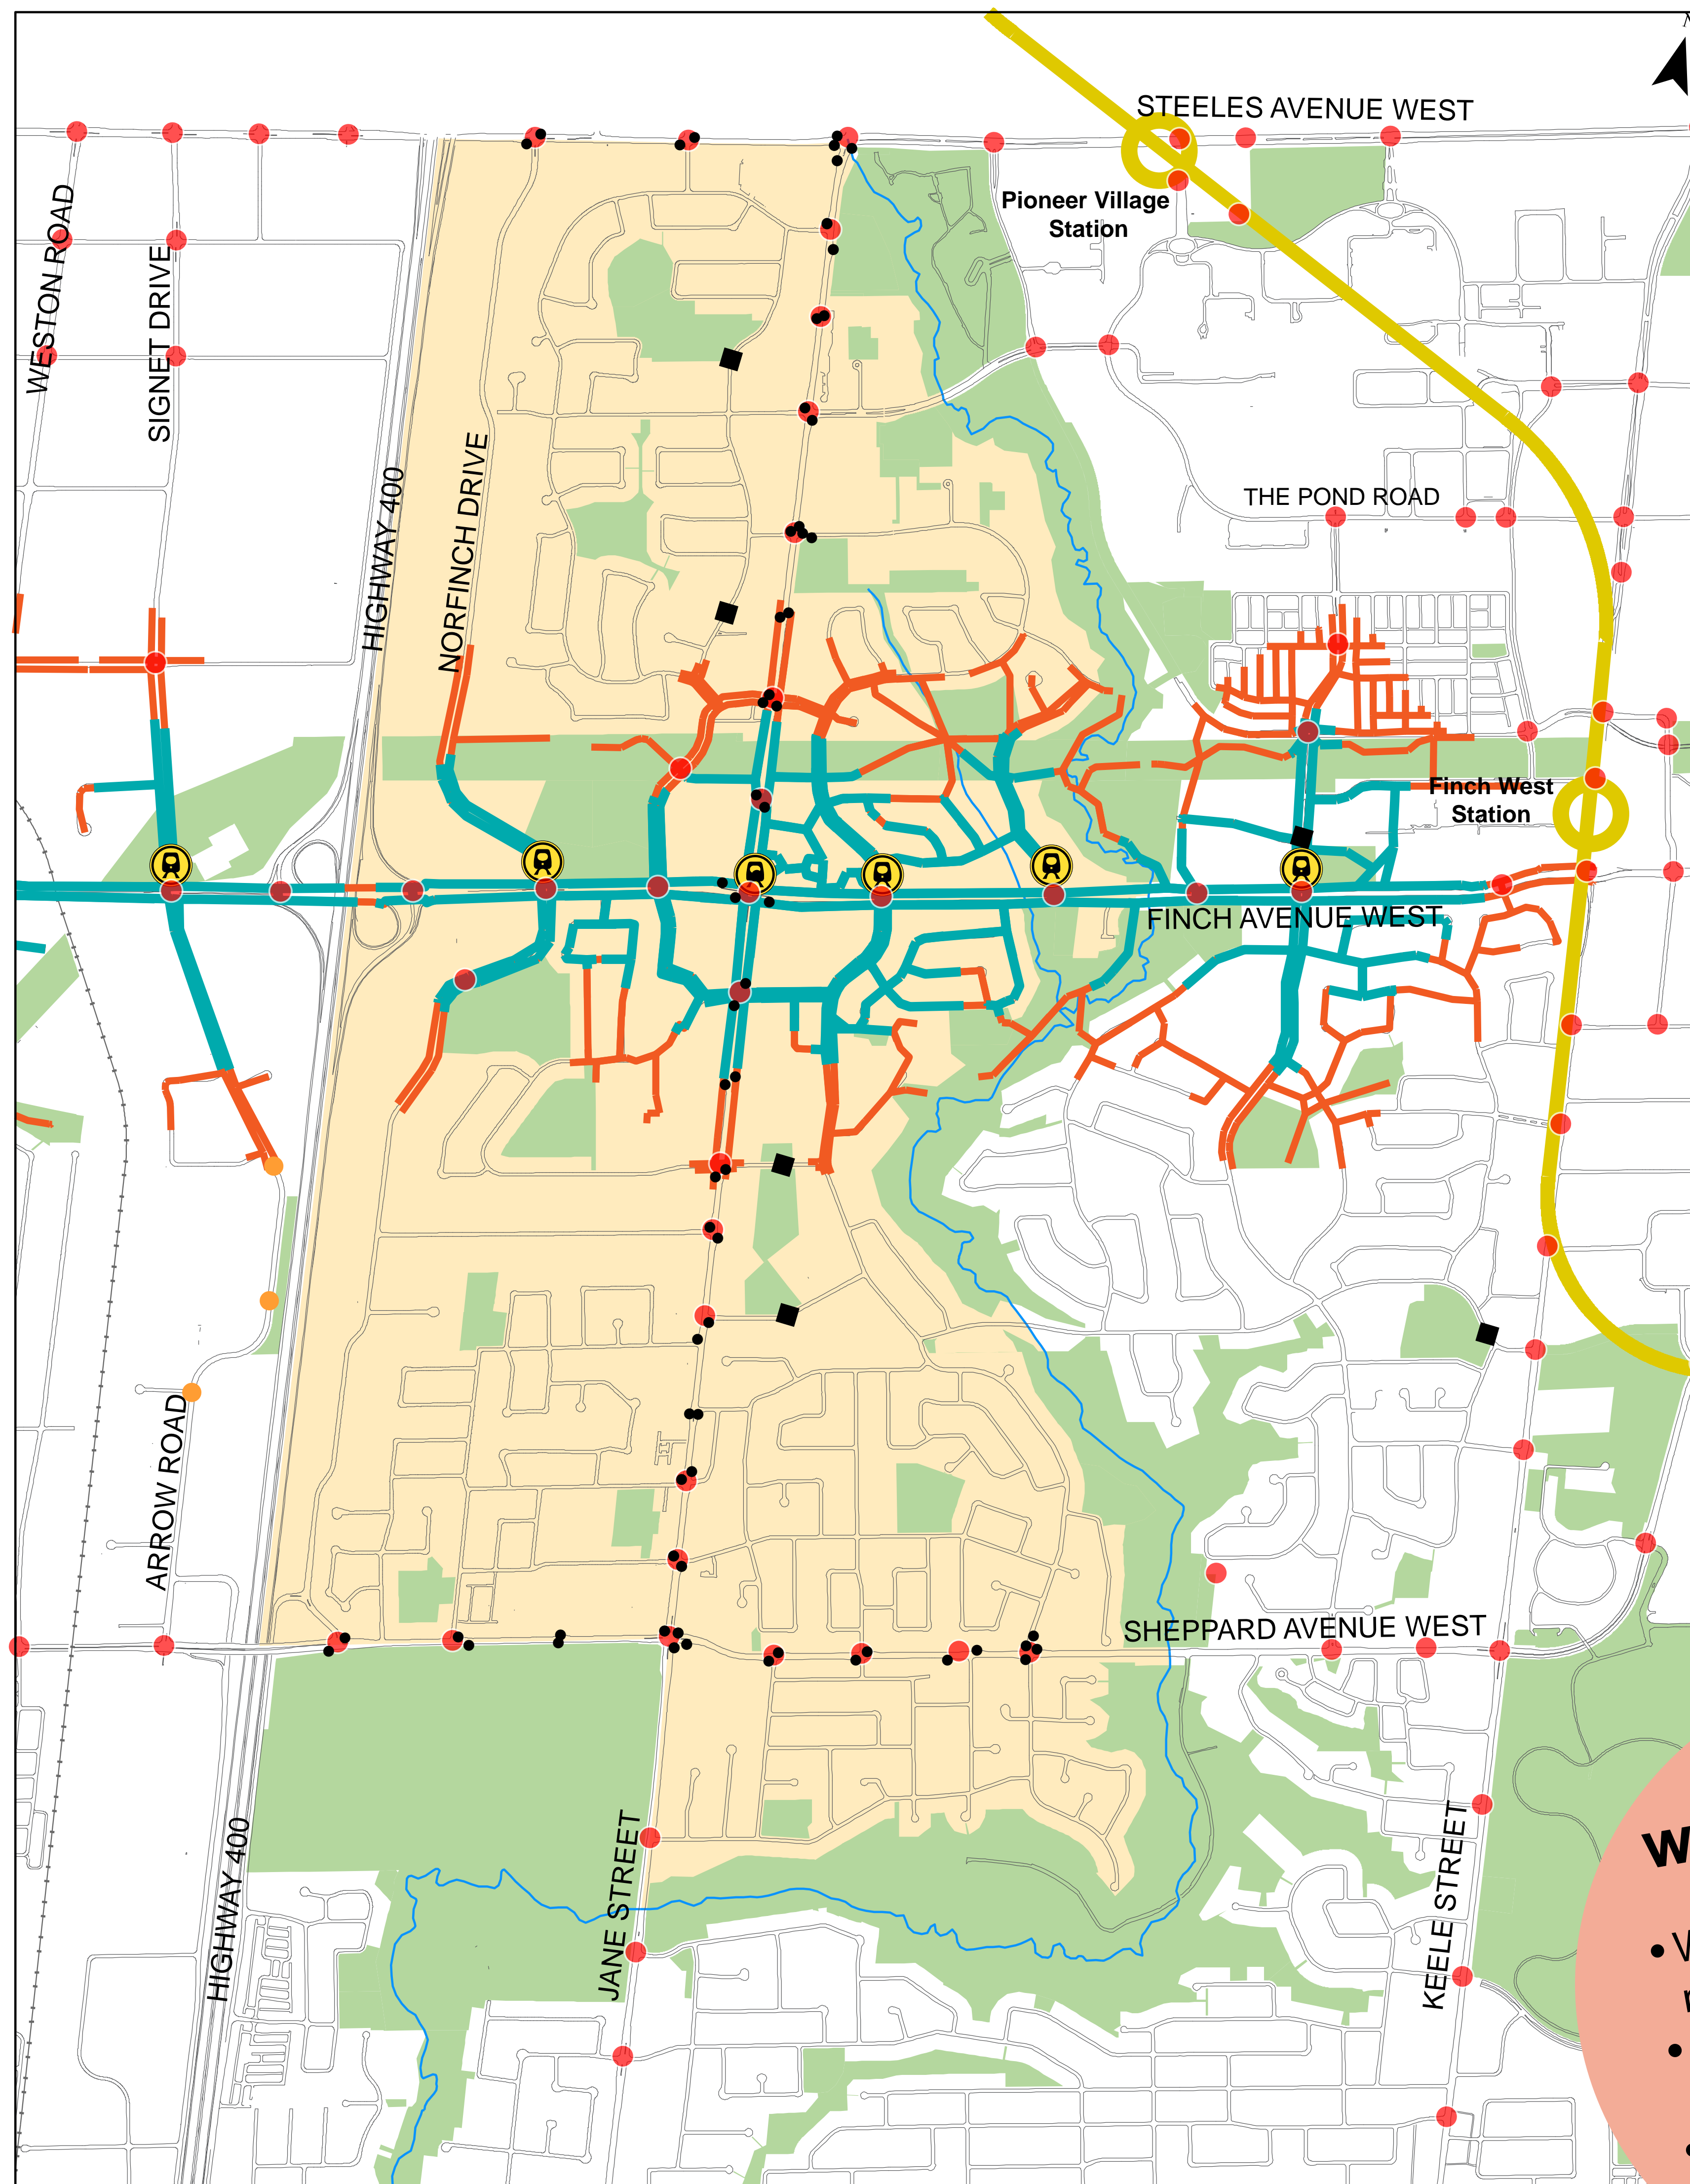 N
STEELES AVENUE WEST
Pioneer Village
Station
WESTON ROAD
SIGNET DRIVE
HIGHWAY 400
NORFINCH DRIVE
THE POND ROAD
Finch West
Station
FINCH AVENUE WEST
ARROW ROAD
SHEPPARD AVENUE WEST
HIGHWAY 400
JANE STREET
KEELE STREET